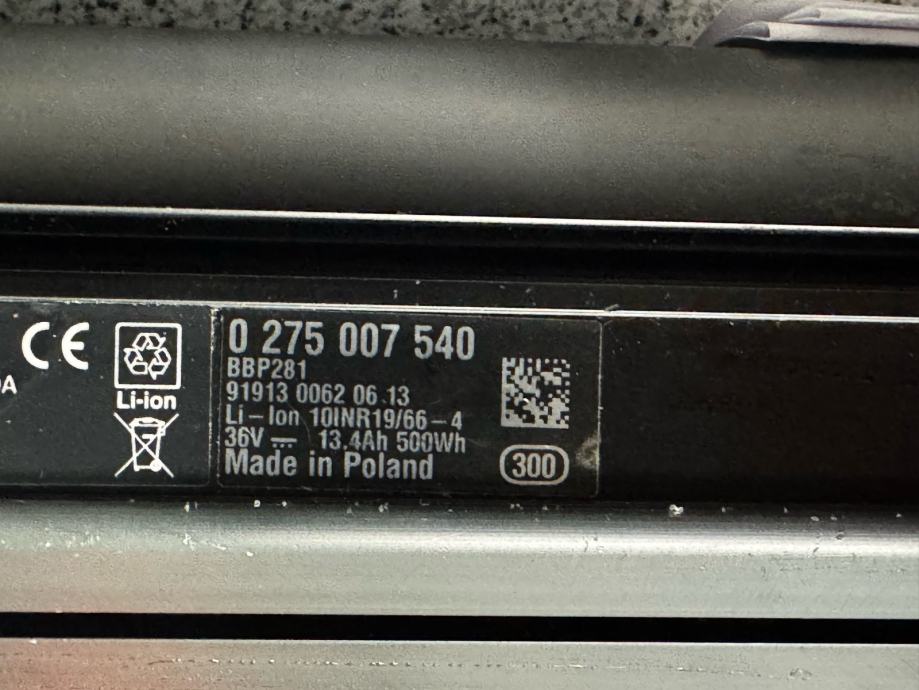 CE
Li-ion
0 275 007 540
BBP281
91913 0062 06.13
Li-Ion 10INR19/66-4
36V ⎓ 13.4Ah 500Wh
Made in Poland
300